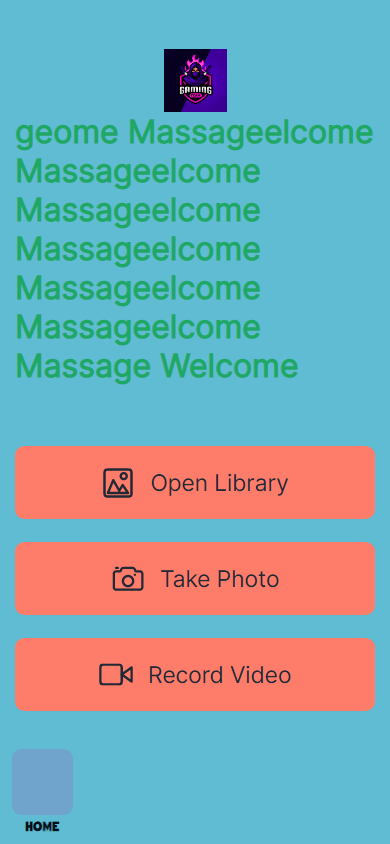 GAMING
geome Massageelcome
Massageelcome
Massageelcome
Massageelcome
Massageelcome
Massageelcome
Massage Welcome
Open Library
Take Photo
Record Video
HOME